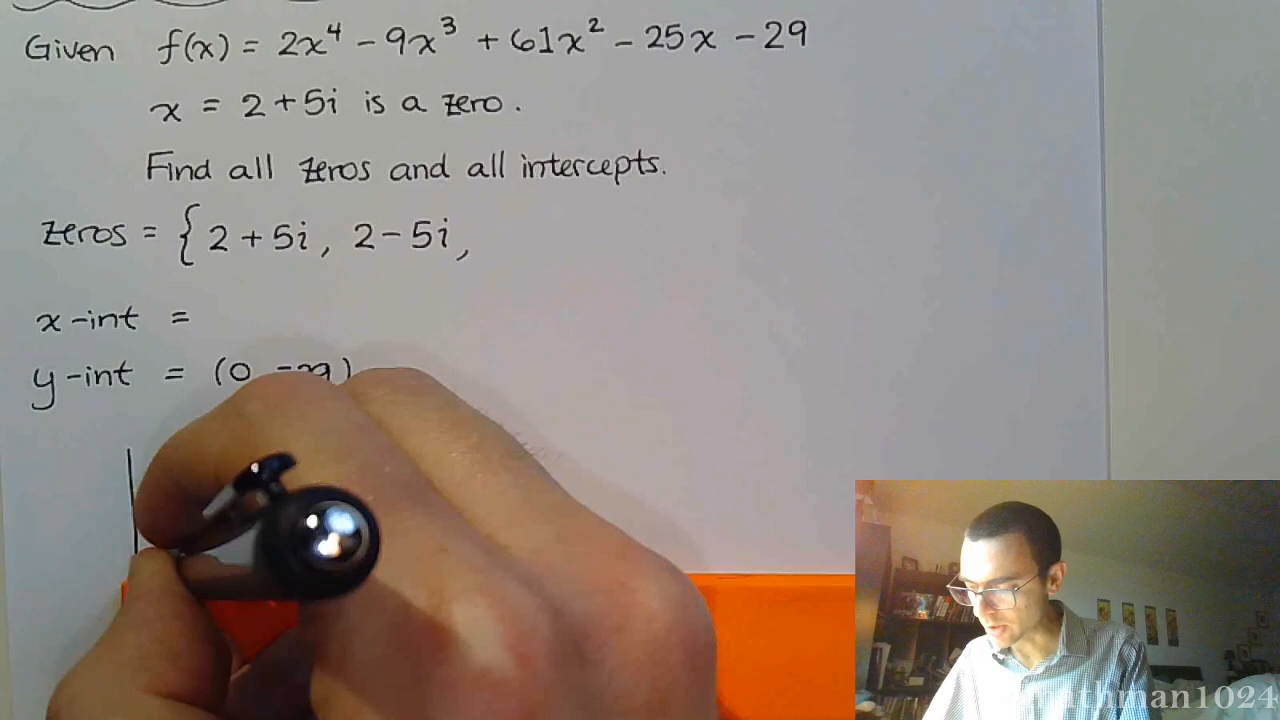 Given f(x) = 2x⁴ - 9x³ + 61x² - 25x - 29
x = 2 + 5i is a zero.
Find all zeros and all intercepts.
zeros = { 2 + 5i, 2 - 5i,
x-int =
y-int = (0, -29)